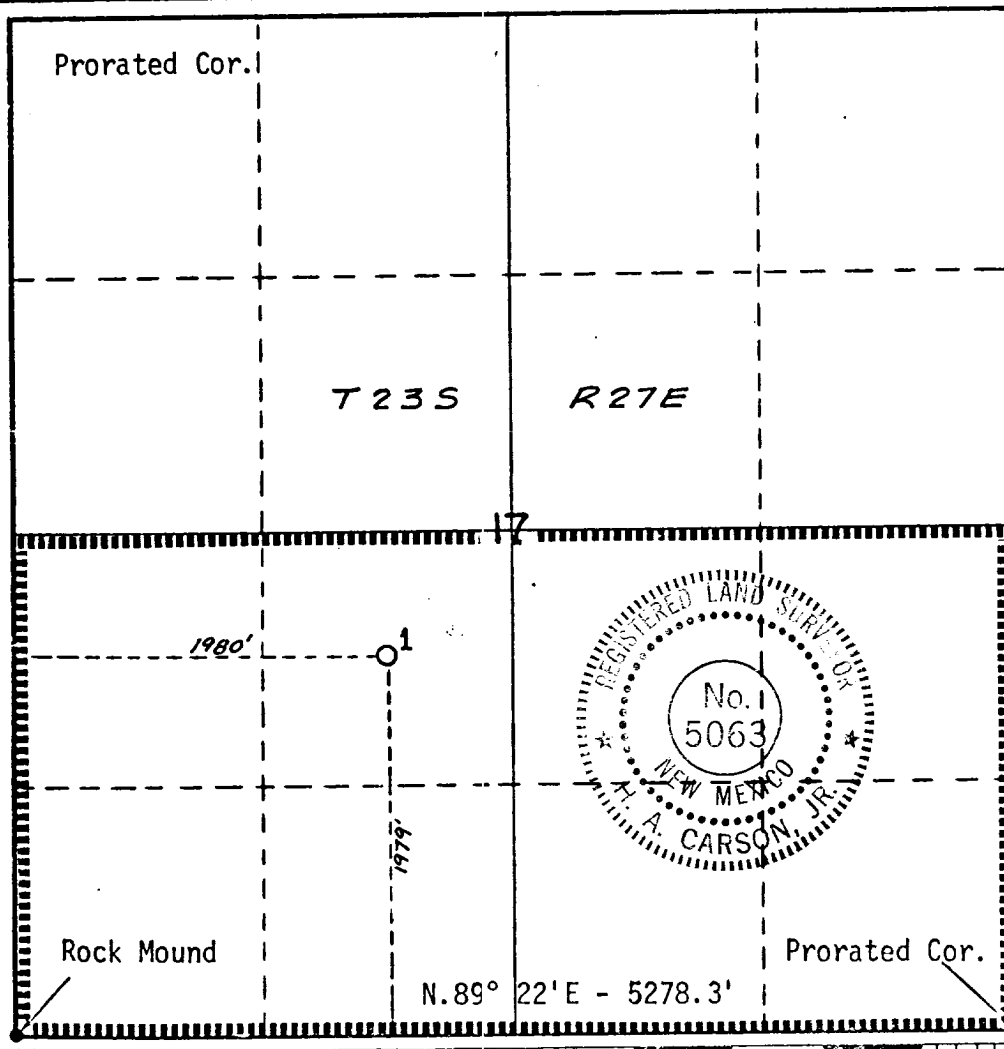 Prorated Cor.
T23S R27E
17
1980'
1
1979'
REGISTERED LAND SURVEYOR
No.
5063
NEW MEXICO
H. A. CARSON, JR.
Rock Mound
Prorated Cor.
N.89° 22'E - 5278.3'